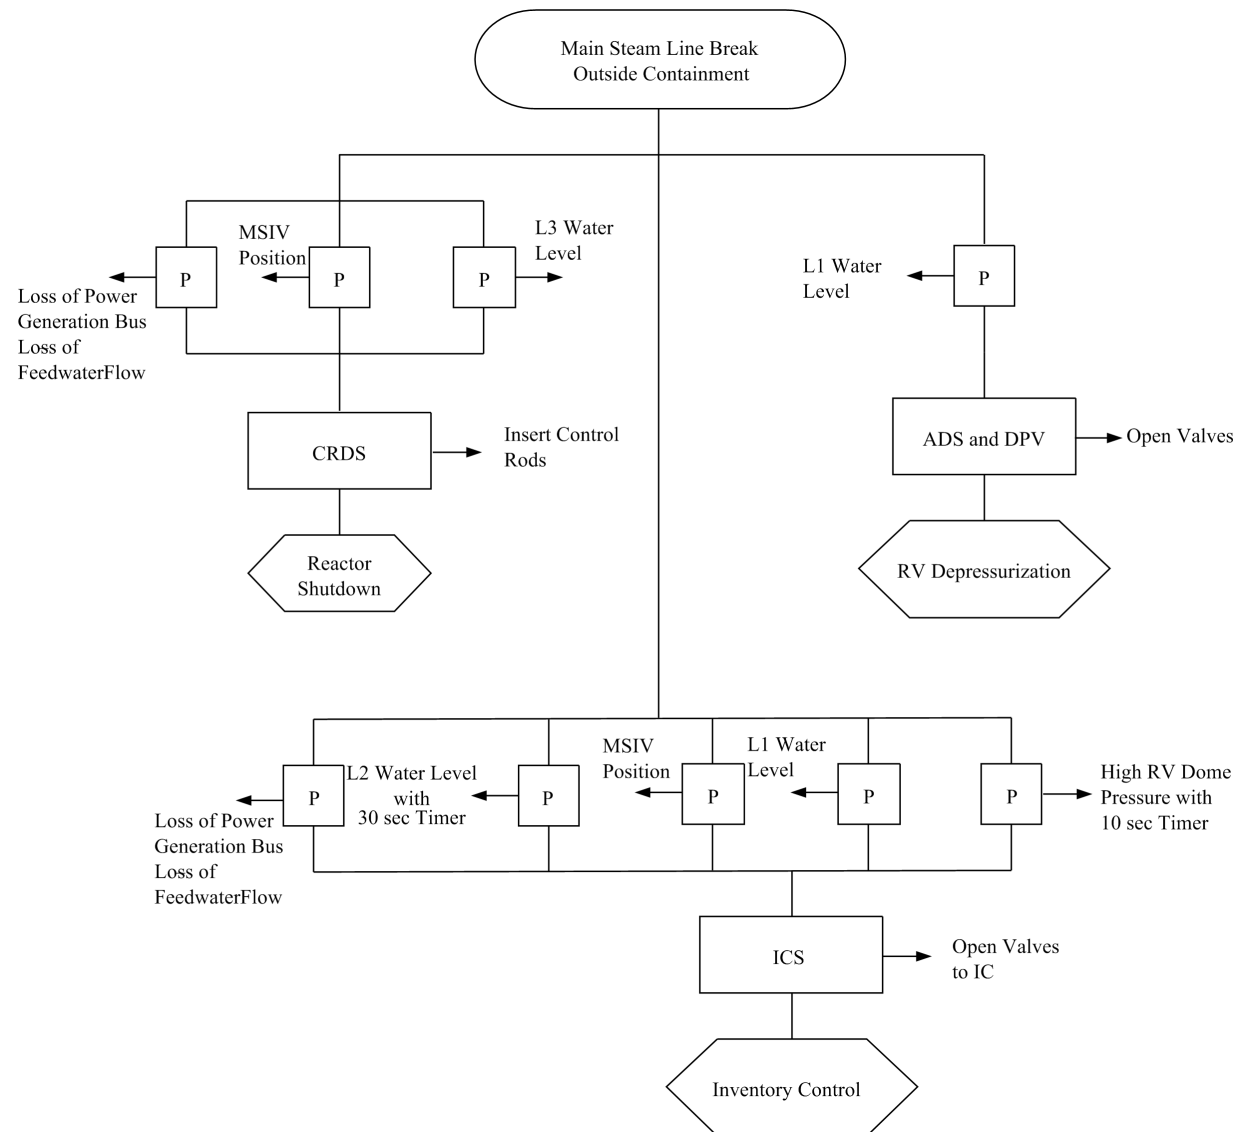 Main Steam Line Break
Outside Containment
MSIV
Position
L3 Water
Level
P
P
P
Loss of Power
Generation Bus
Loss of
FeedwaterFlow
L1 Water
Level
P
CRDS
Insert Control
Rods
ADS and DPV
Open Valves
Reactor
Shutdown
RV Depressurization
P
Loss of Power
Generation Bus
Loss of
FeedwaterFlow
L2 Water Level
with
30 sec Timer
P
MSIV
Position
P
L1 Water
Level
P
P
High RV Dome
Pressure with
10 sec Timer
ICS
Open Valves
to IC
Inventory Control